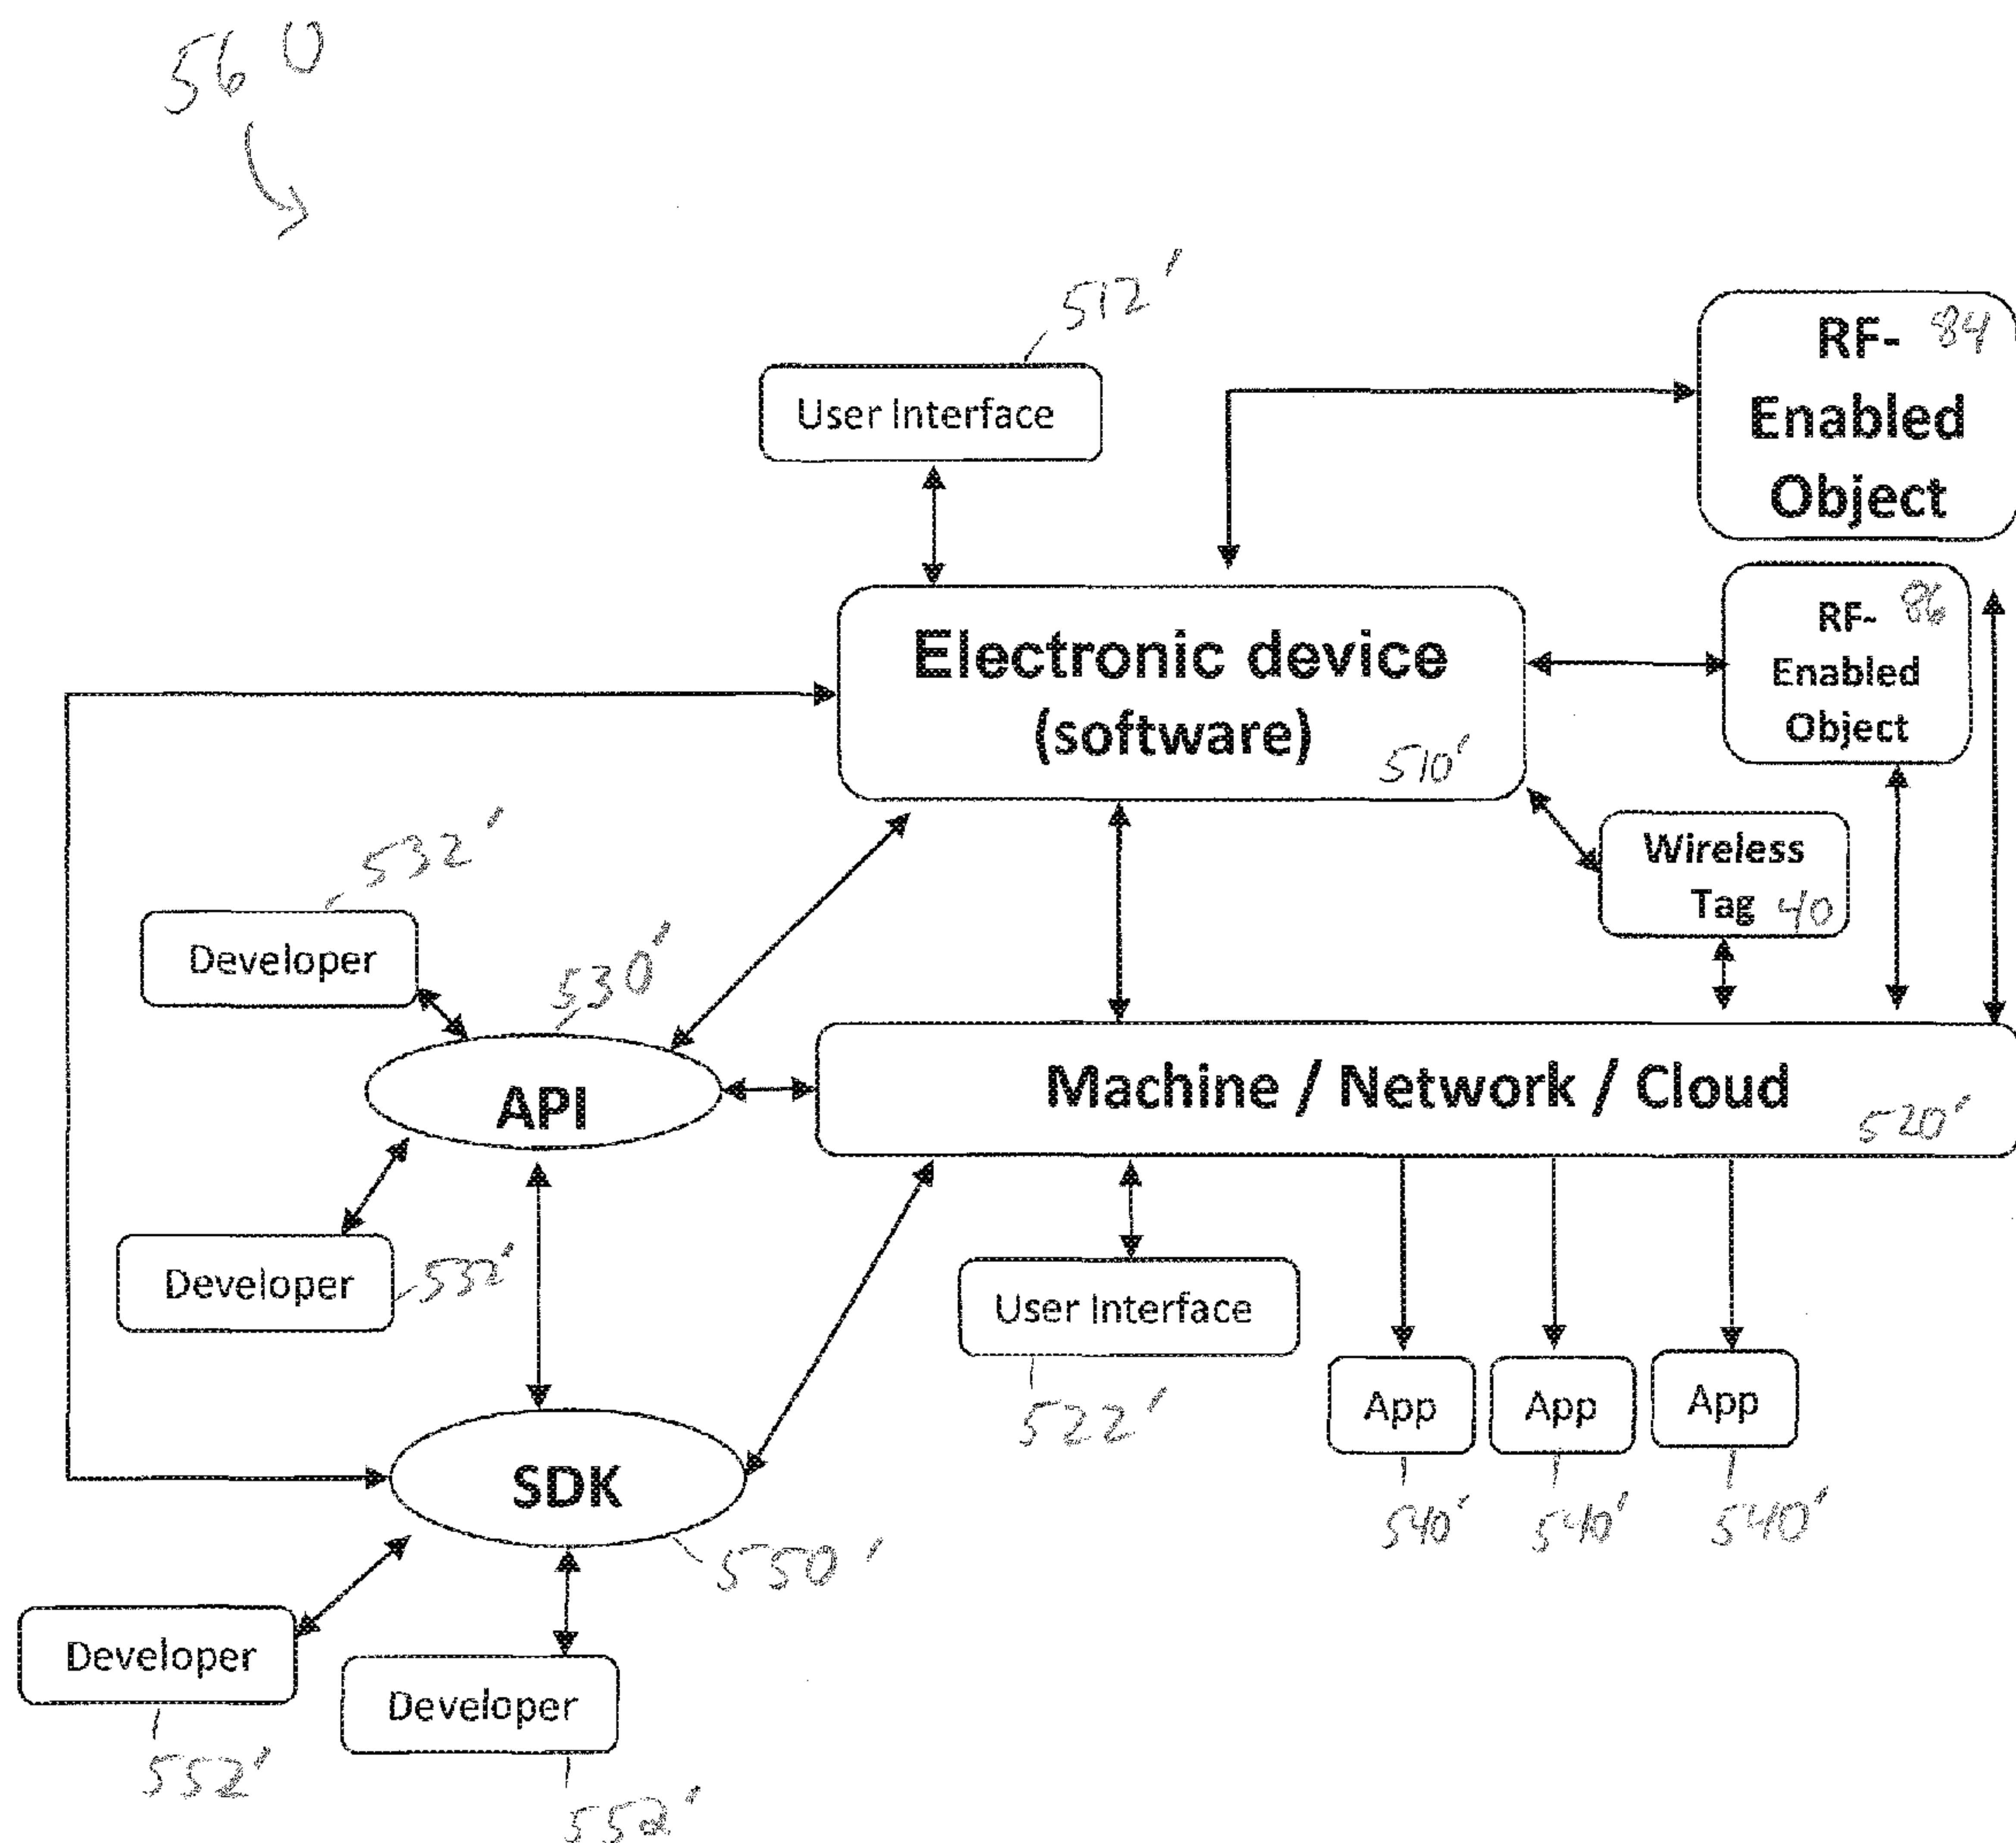 560
512'
RF- 84
Enabled
Object
User Interface
RF- 86
Enabled
Object
Electronic device
(software)
510'
Wireless
Tag 40
532'
Developer
530'
API
Machine / Network / Cloud
520'
Developer
532'
User Interface
522'
App
App
App
540'
540'
540'
SDK
550'
Developer
552'
Developer
552'